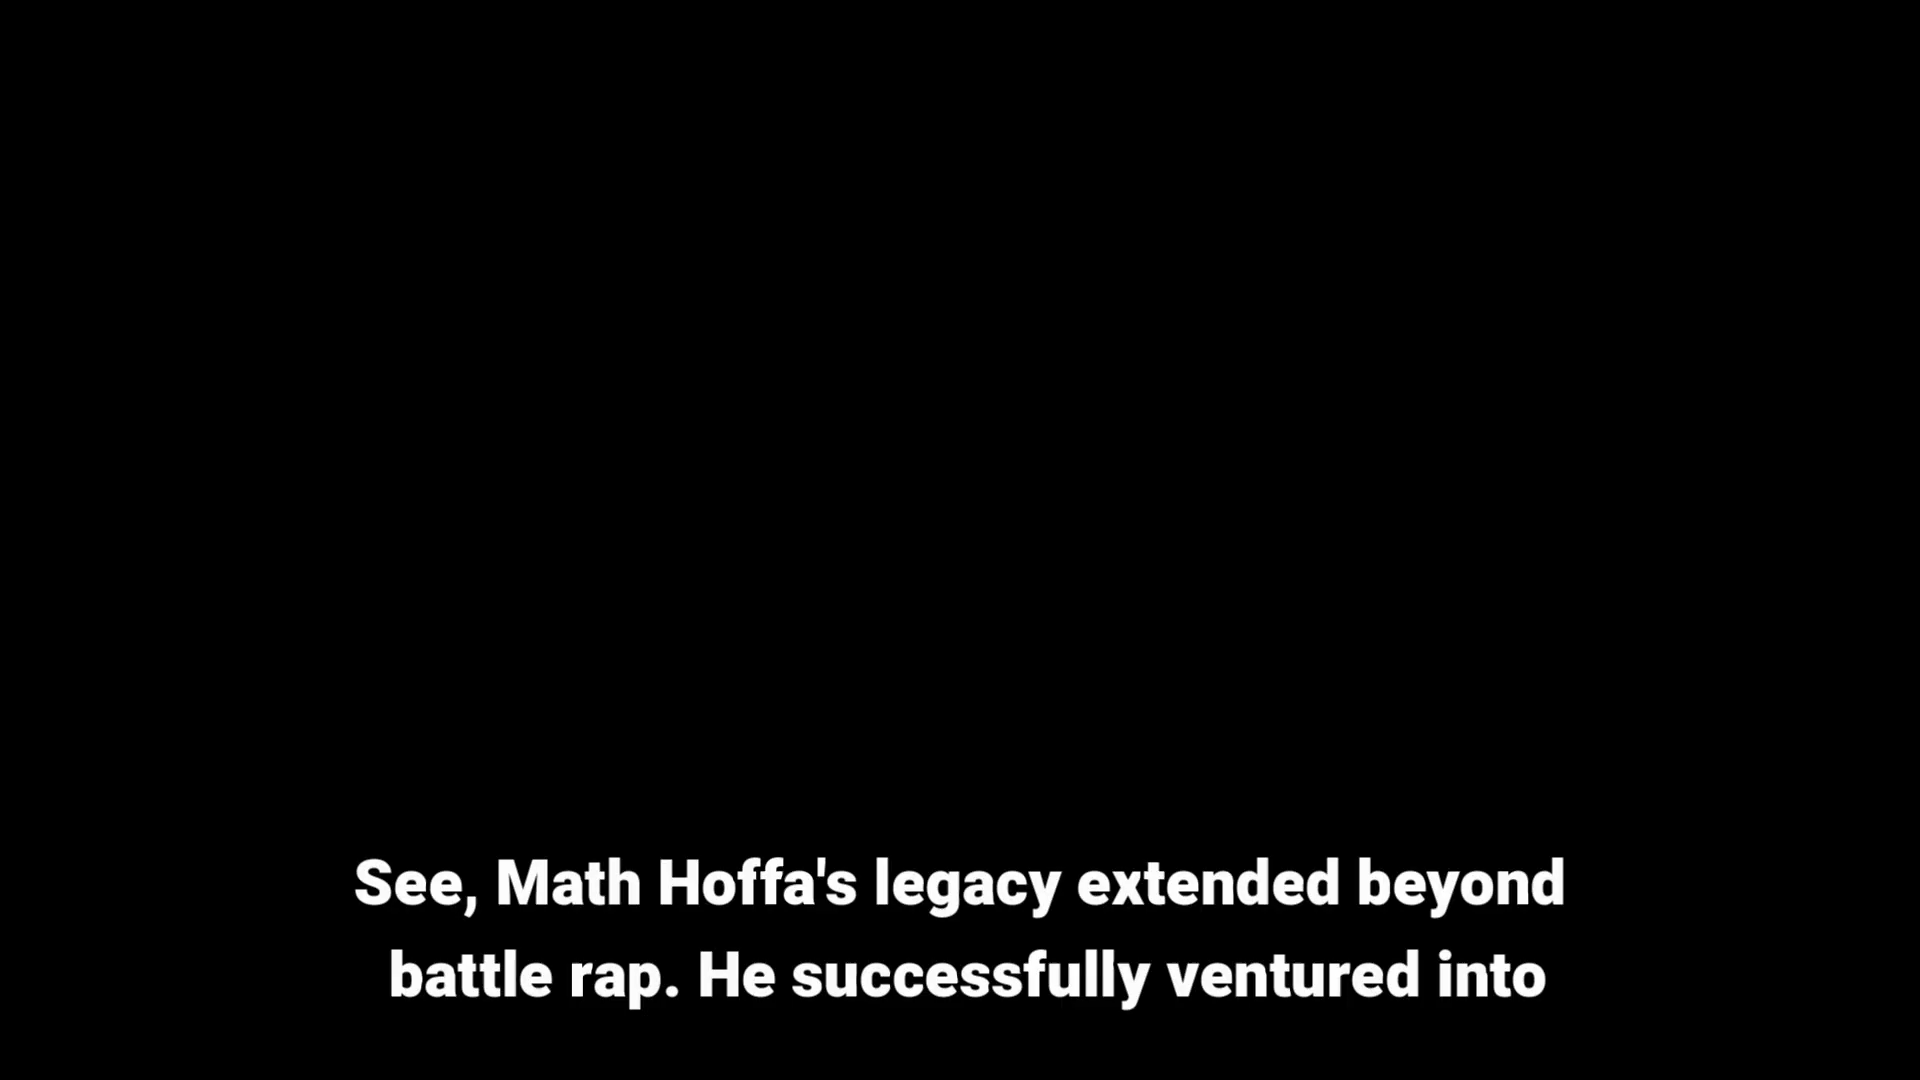 See, Math Hoffa's legacy extended beyond
battle rap. He successfully ventured into